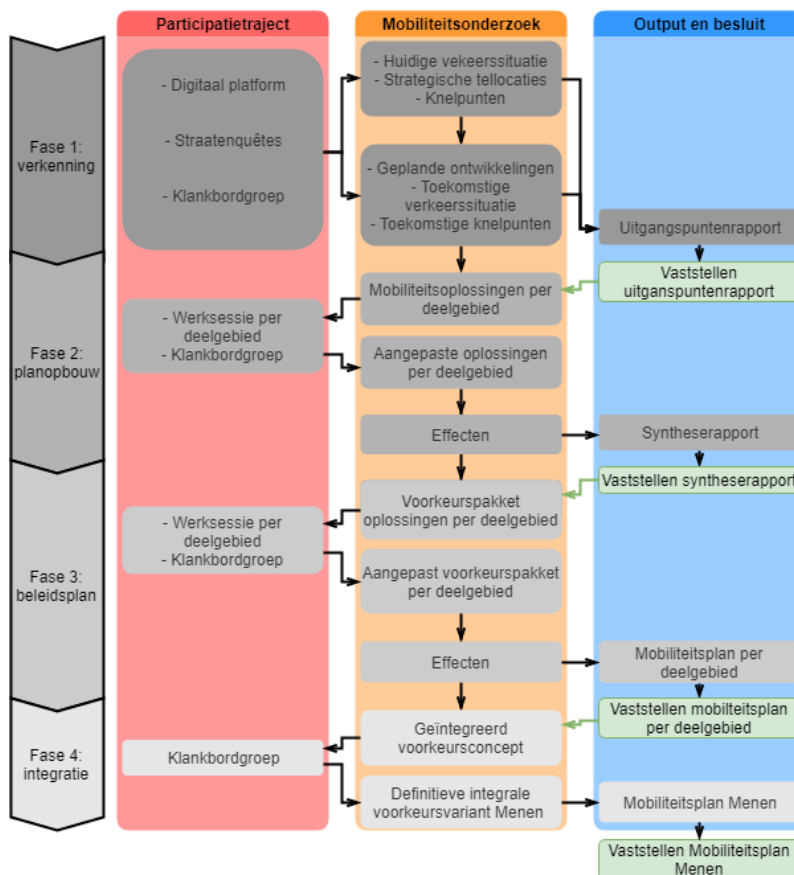 Participatietraject
Mobiliteitsonderzoek
Output en besluit
Fase 1:
verkenning
- Digitaal platform
- Straatenquêtes
- Klankbordgroep
- Huidige vekeerssituatie
- Strategische tellocaties
- Knelpunten
- Geplande ontwikkelingen
- Toekomstige
verkeerssituatie
- Toekomstige knelpunten
Uitgangspuntenrapport
Vaststellen
uitganspuntenrapport
Fase 2:
planopbouw
Mobiliteitsoplossingen per
deelgebied
- Werksessie per
deelgebied
- Klankbordgroep
Aangepaste oplossingen
per deelgebied
Effecten
Syntheserapport
Vaststellen syntheserapport
Fase 3:
beleidsplan
Voorkeurspakket
oplossingen per deelgebied
- Werksessie per
deelgebied
- Klankbordgroep
Aangepast voorkeurspakket
per deelgebied
Effecten
Mobiliteitsplan per
deelgebied
Vaststellen mobilteitsplan
per deelgebied
Fase 4:
integratie
Geïntegreerd
voorkeursconcept
Klankbordgroep
Definitieve integrale
voorkeursvariant Menen
Mobiliteitsplan Menen
Vaststellen Mobiliteitsplan
Menen